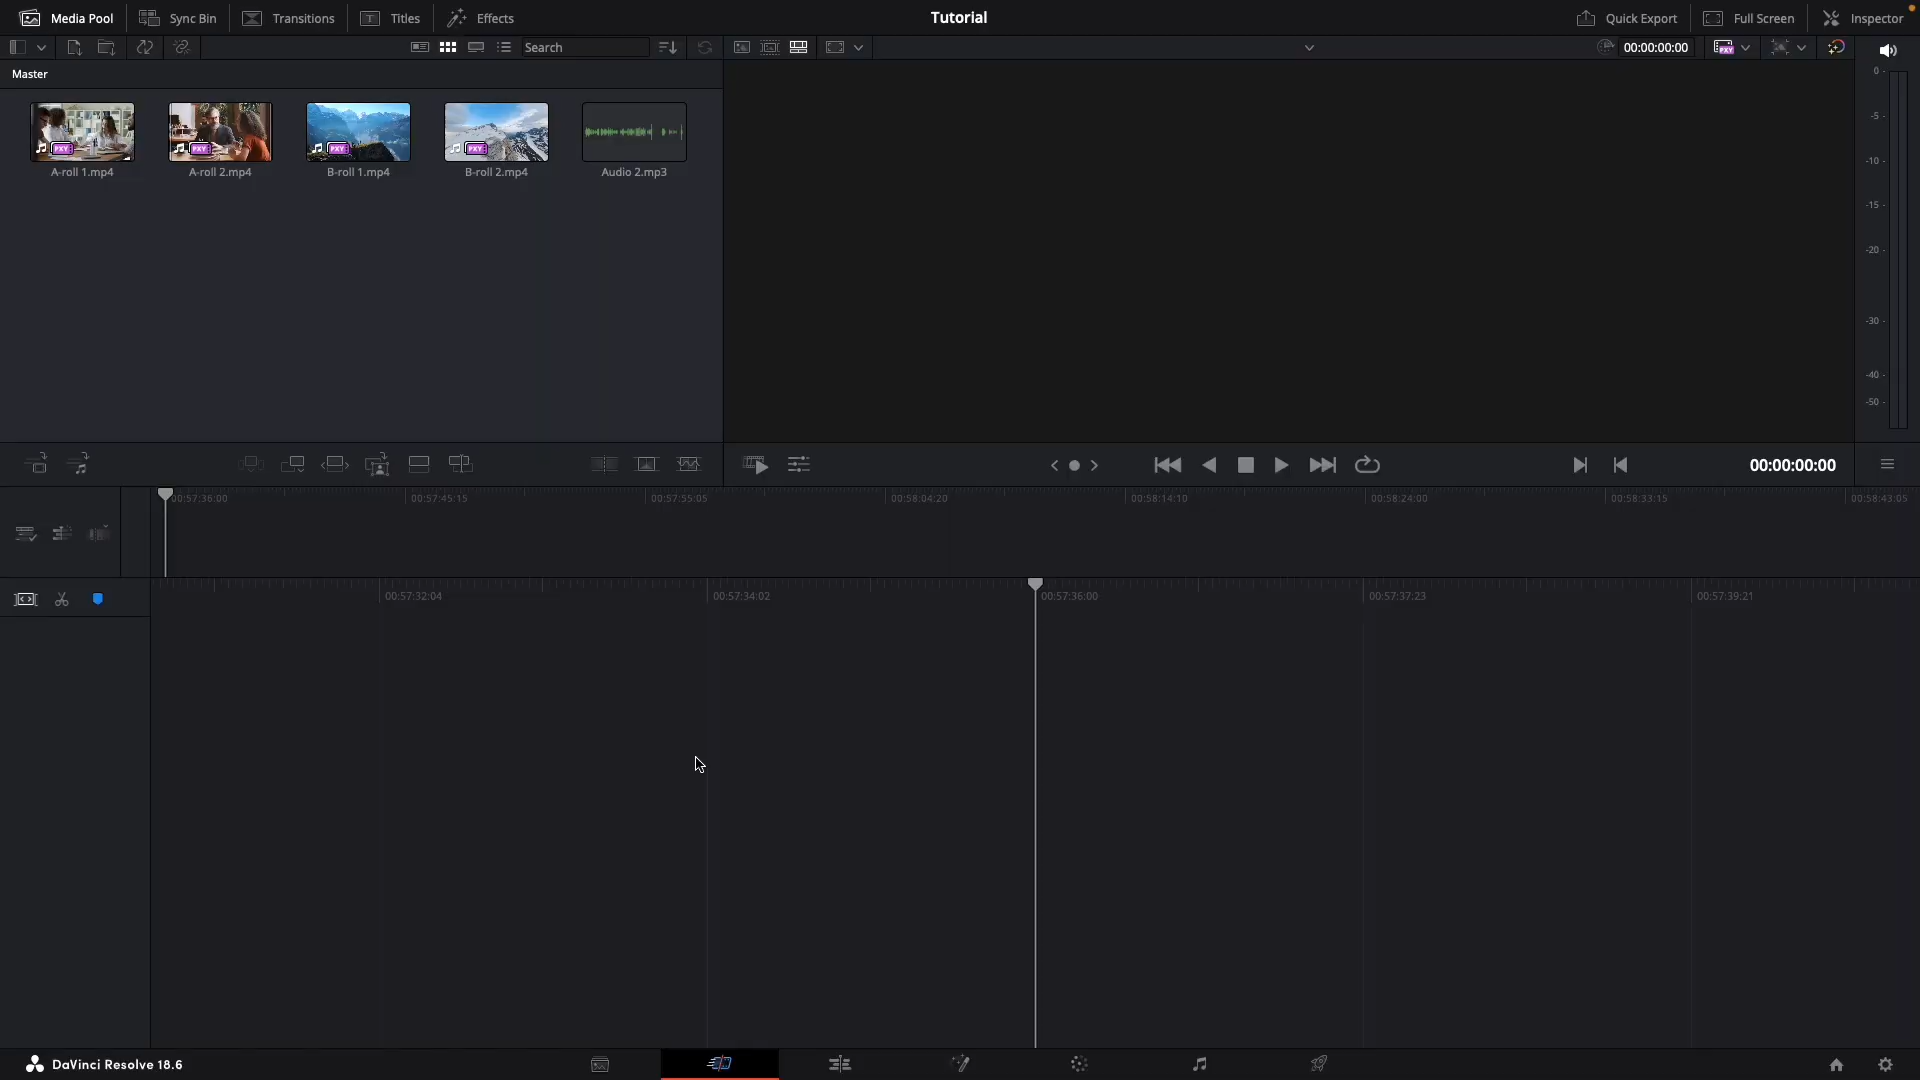 Media Pool
Sync Bin
Transitions
Titles
Effects
Tutorial
Quick Export
Full Screen
Inspector
Search
00:00:00:00
PXY
Master
PXY
PXY
PXY
PXY
A-roll 1.mp4
A-roll 2.mp4
B-roll 1.mp4
B-roll 2.mp4
Audio 2.mp3
0
-5
-10
-15
-20
-30
-40
-50
00:00:00:00
00:57:36:00
00:57:45:15
00:57:55:05
00:58:04:20
00:58:14:10
00:58:24:00
00:58:33:15
00:58:43:05
00:57:32:04
00:57:34:02
00:57:36:00
00:57:37:23
00:57:39:21
DaVinci Resolve 18.6